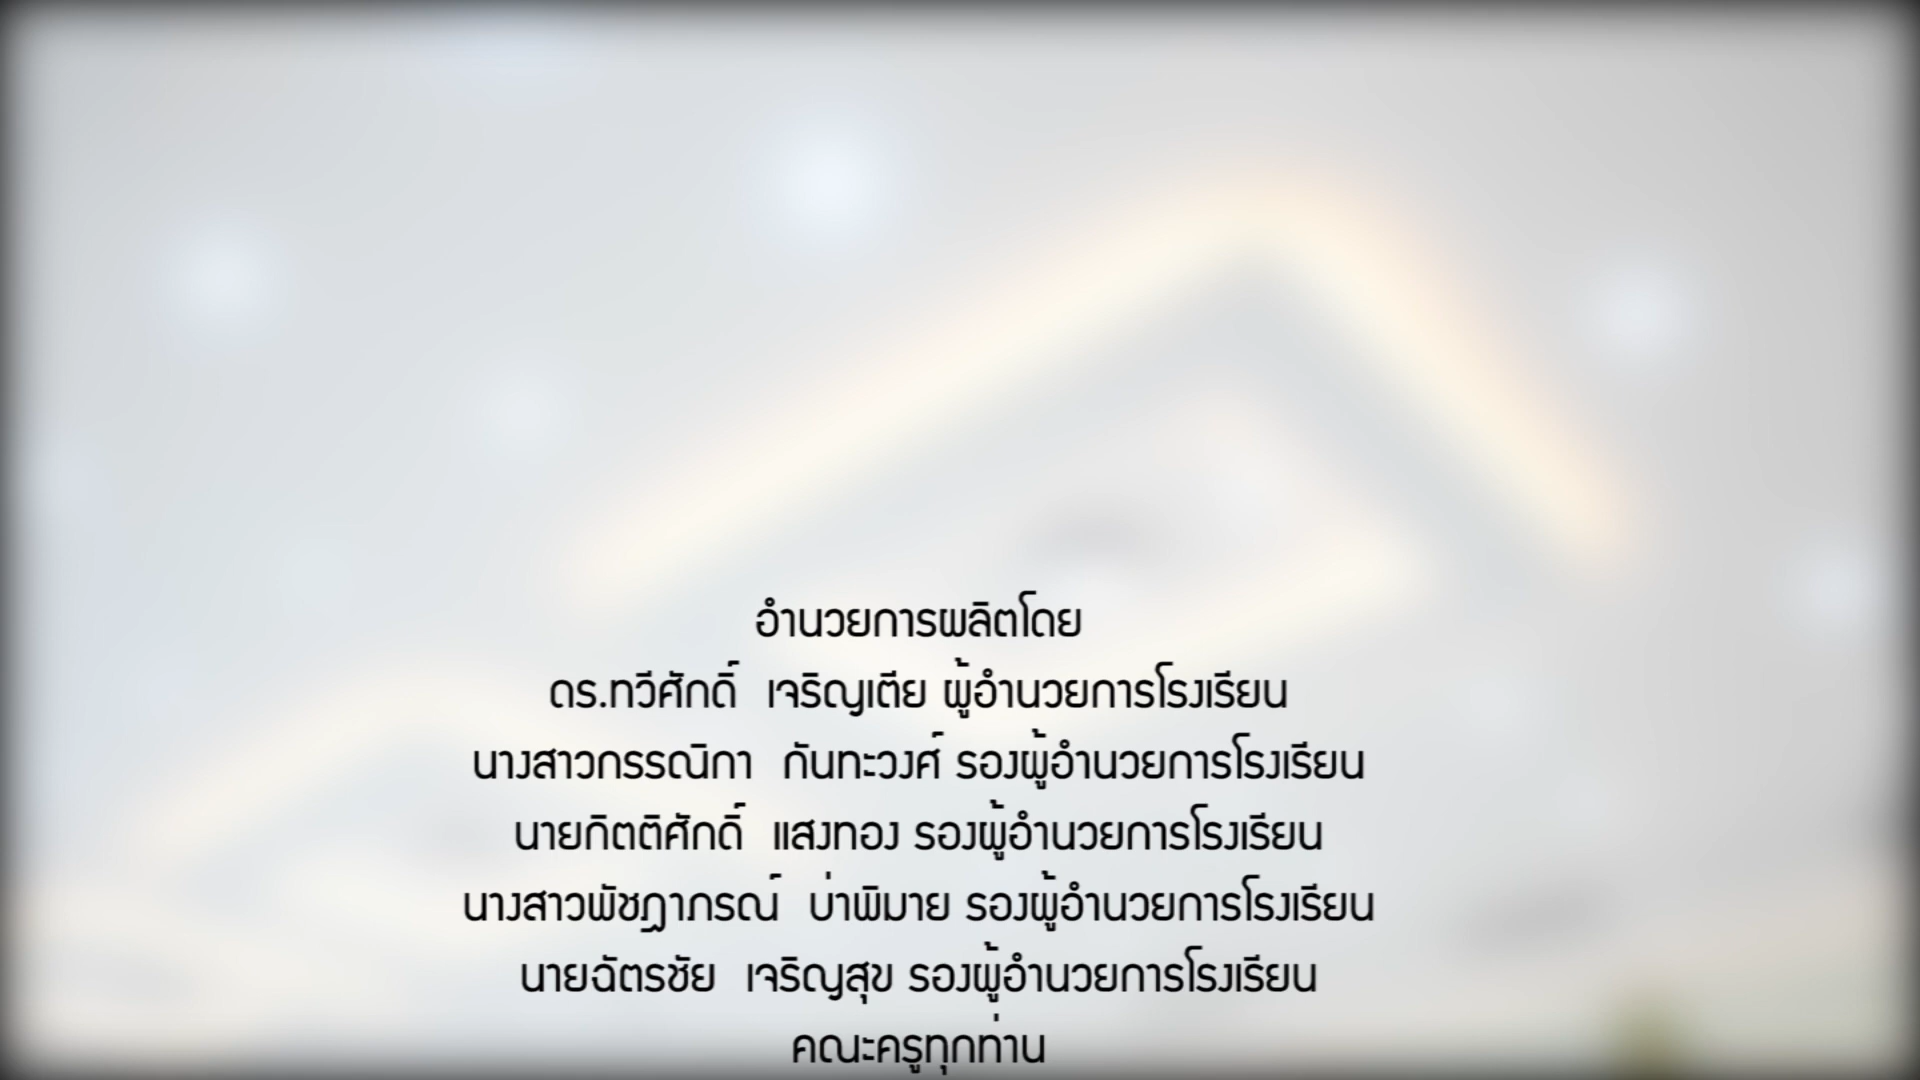 อำนวยการผลิตโดย
ดร.ทวีศักดิ์ เจริญเตีย ผู้อำนวยการโรงเรียน
นางสาวกรรณิกา กันทะวงศ์ รองผู้อำนวยการโรงเรียน
นายกิตติศักดิ์ แสงทอง รองผู้อำนวยการโรงเรียน
นางสาวพัชฎาภรณ์ บ่าพิมาย รองผู้อำนวยการโรงเรียน
นายฉัตรชัย เจริญสุข รองผู้อำนวยการโรงเรียน
คณะครูทุกท่าน